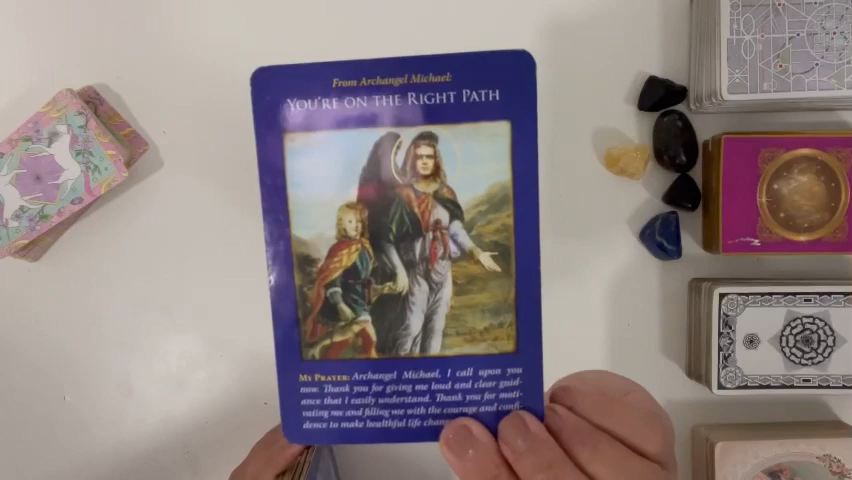 From Archangel Michael:
YOU'RE ON THE RIGHT PATH
MY PRAYER: Archangel Michael, I call upon you
now. Thank you for giving me loud and clear guid-
ance that I easily understand. Thank you for moti-
vating me and filling me with the courage and confi-
dence to make healthful life